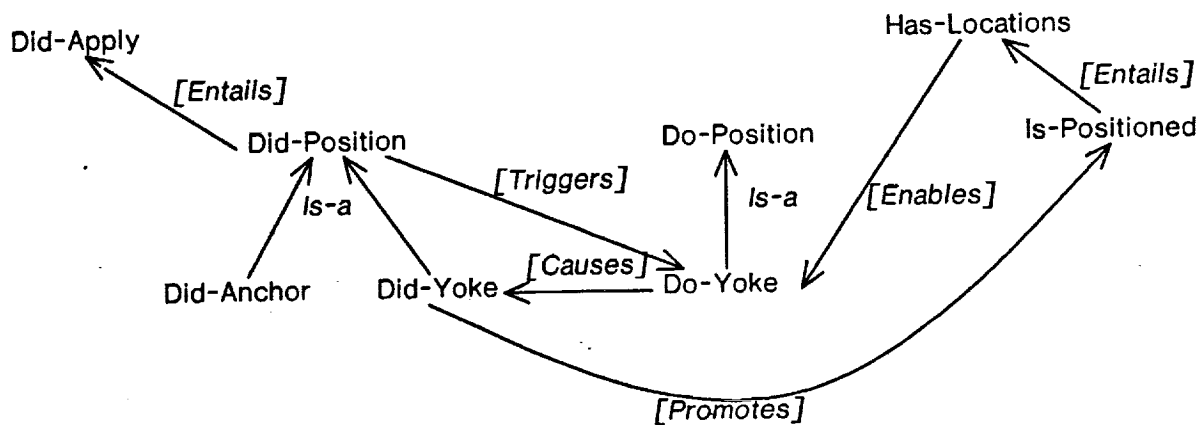 Has-Locations
Did-Apply
[Entails]
[Entails]
Did-Position
Do-Position
Is-Positioned
[Triggers]
Is-a
Is-a
[Enables]
[Causes]
Did-Anchor
Did-Yoke
Do-Yoke
[Promotes]